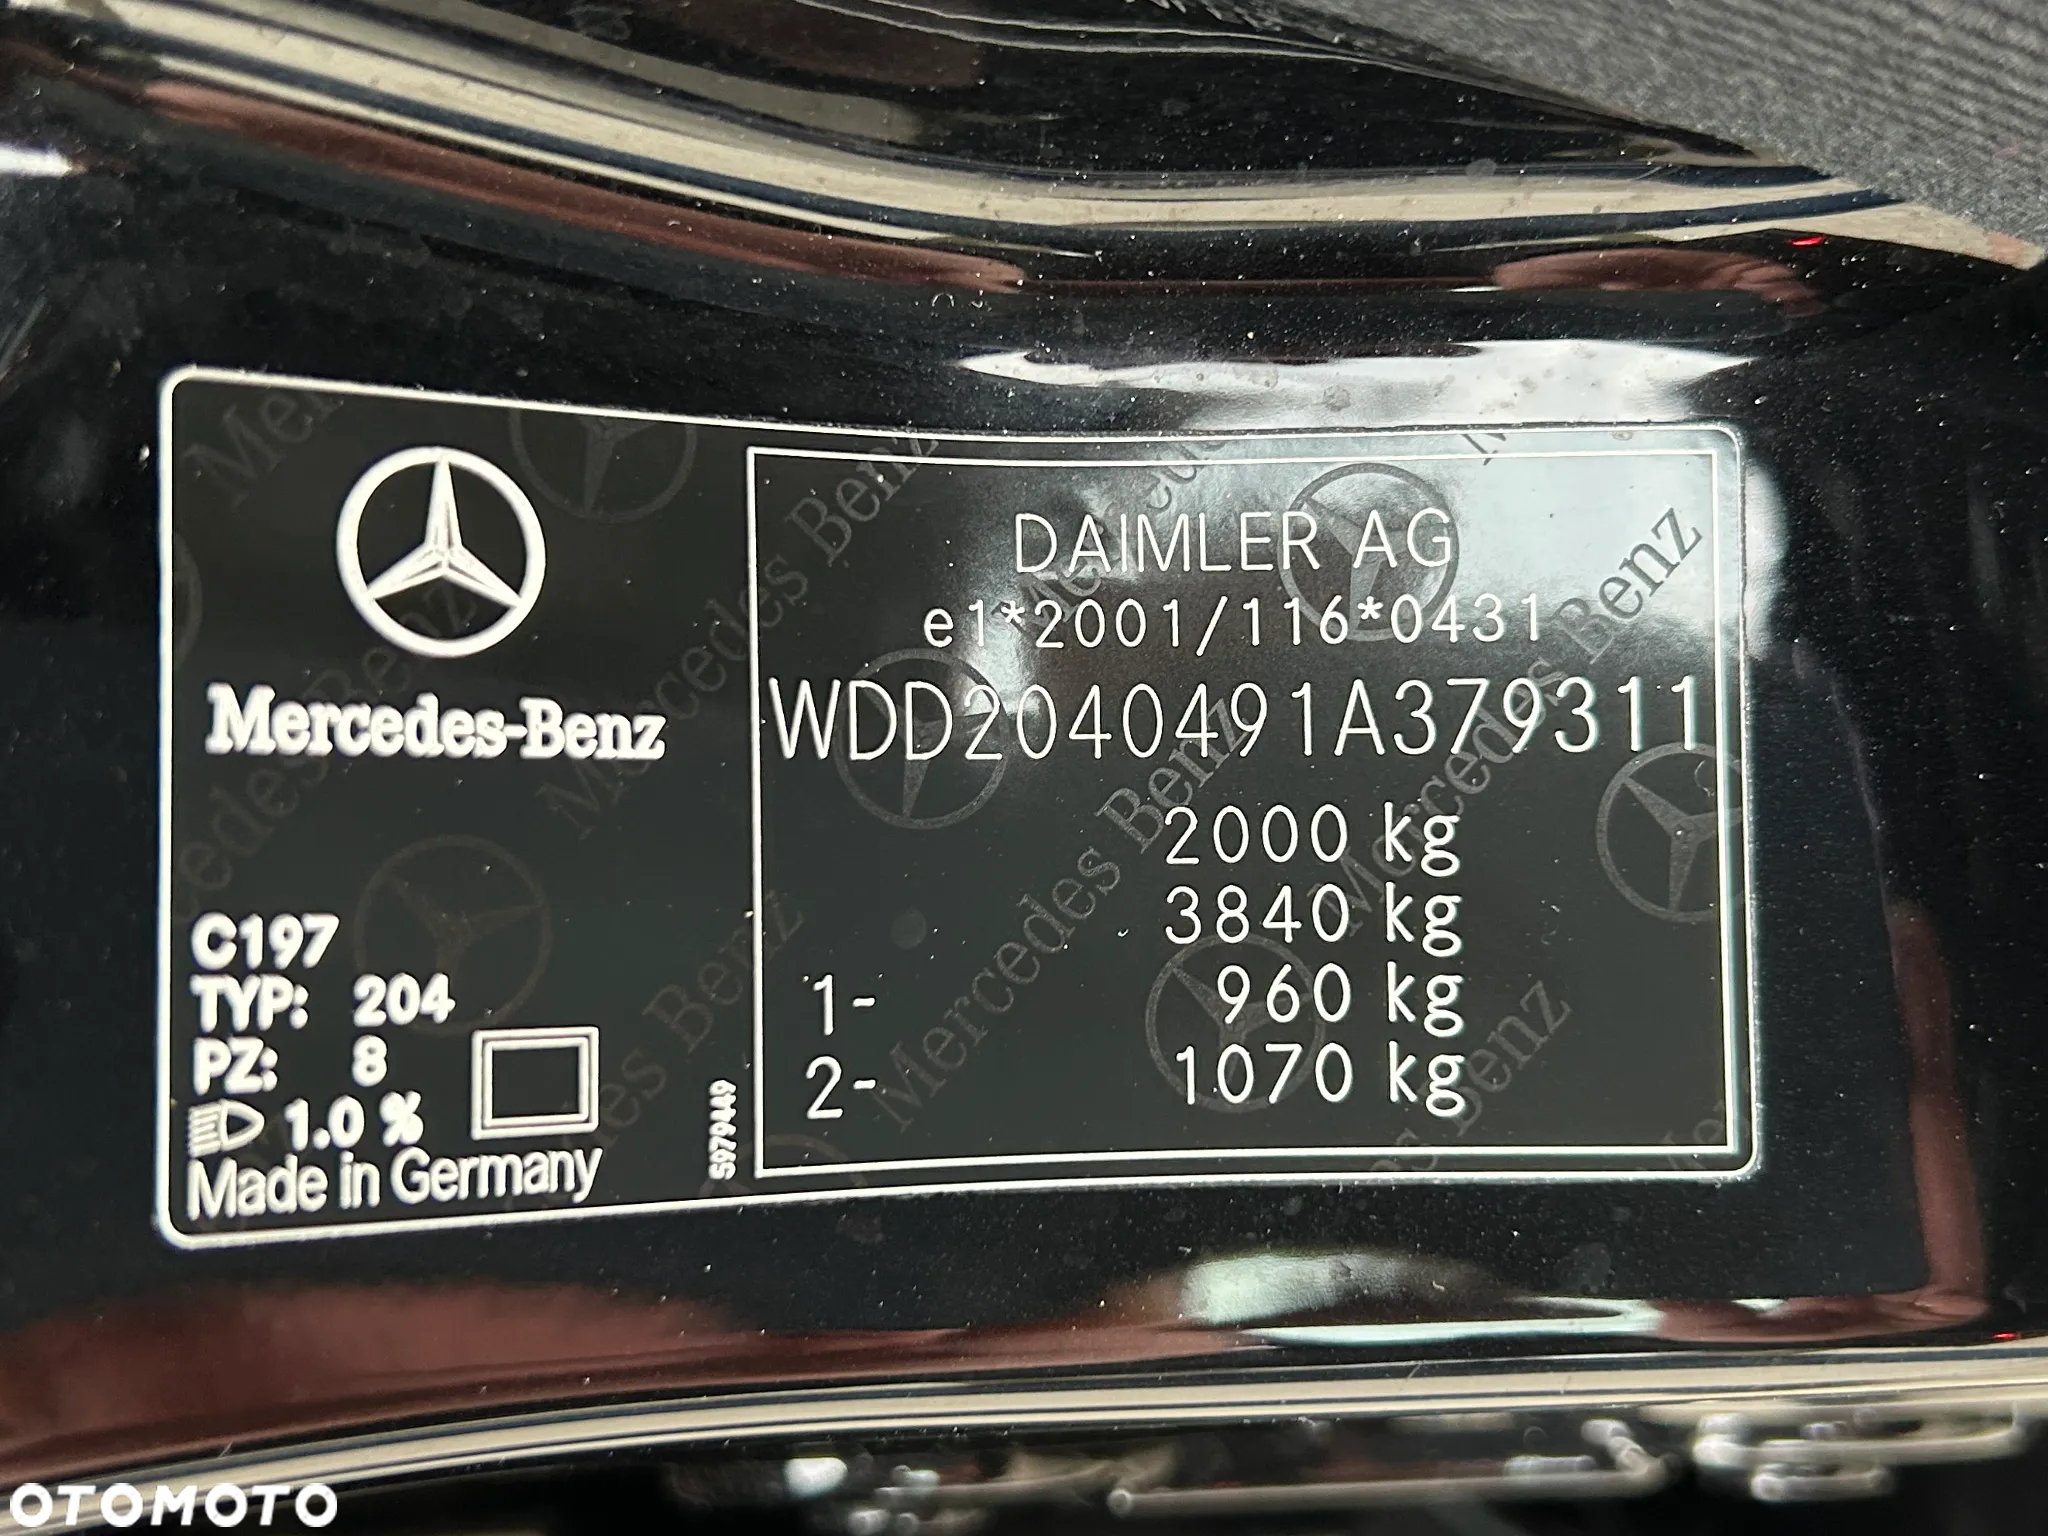 Mercedes-Benz
C197
TYP: 204
PZ: 8
1.0 %
Made in Germany
5979449
DAIMLER AG
e1*2001/116*0431
WDD2040491A379311
2000 kg
3840 kg
1- 960 kg
2- 1070 kg
OTOMOTO